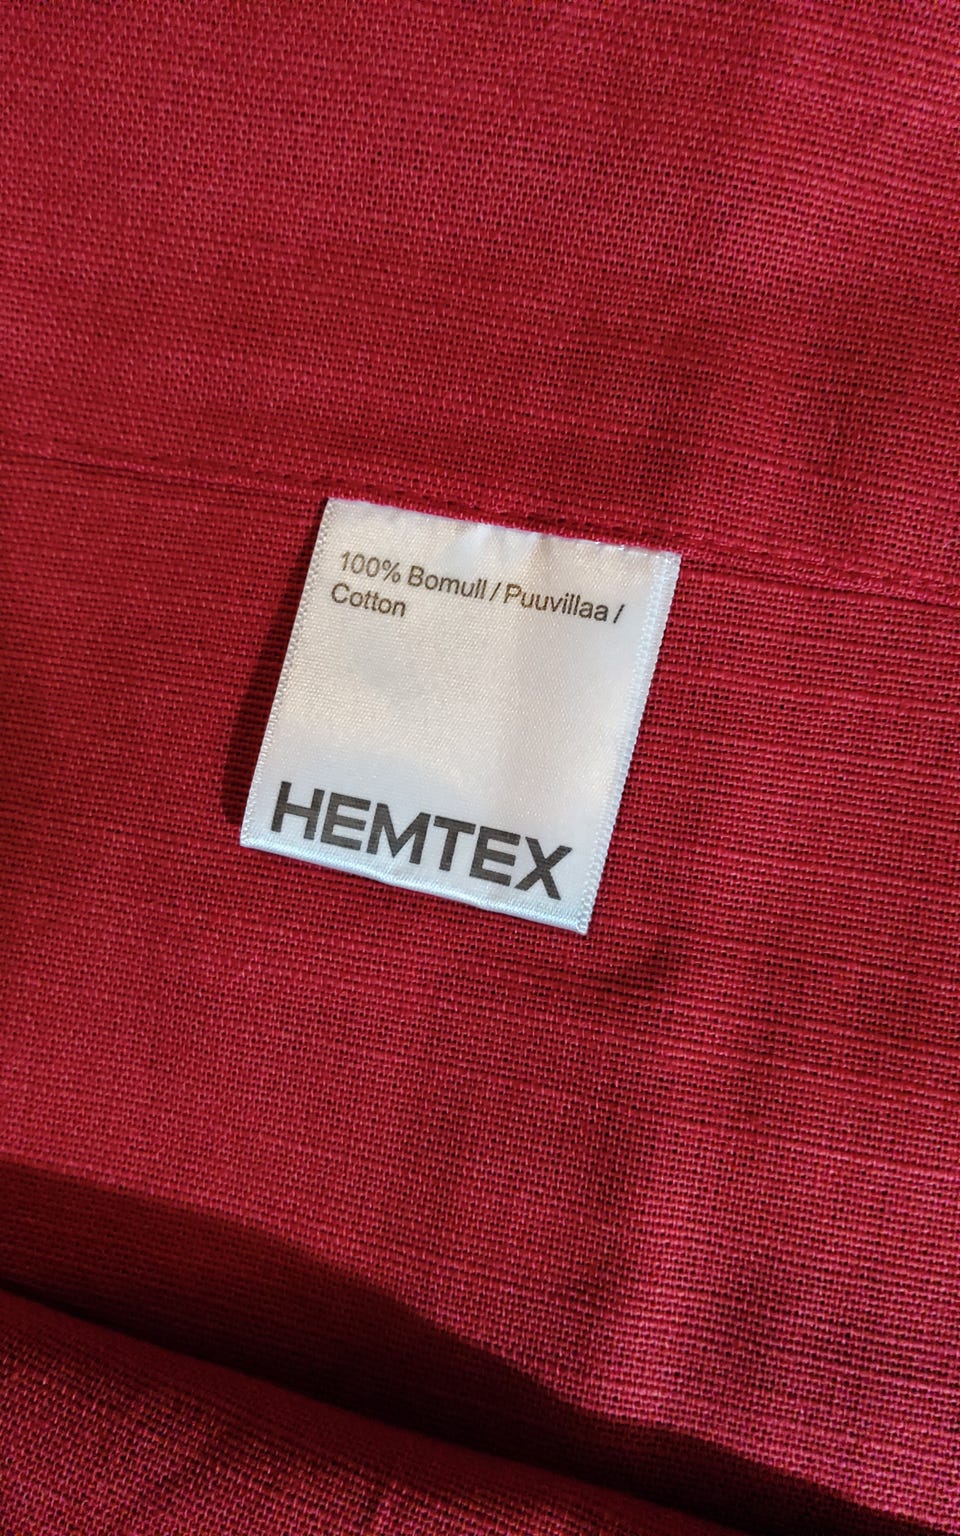 100% Bomull / Puuvillaa /
Cotton
HEMTEX